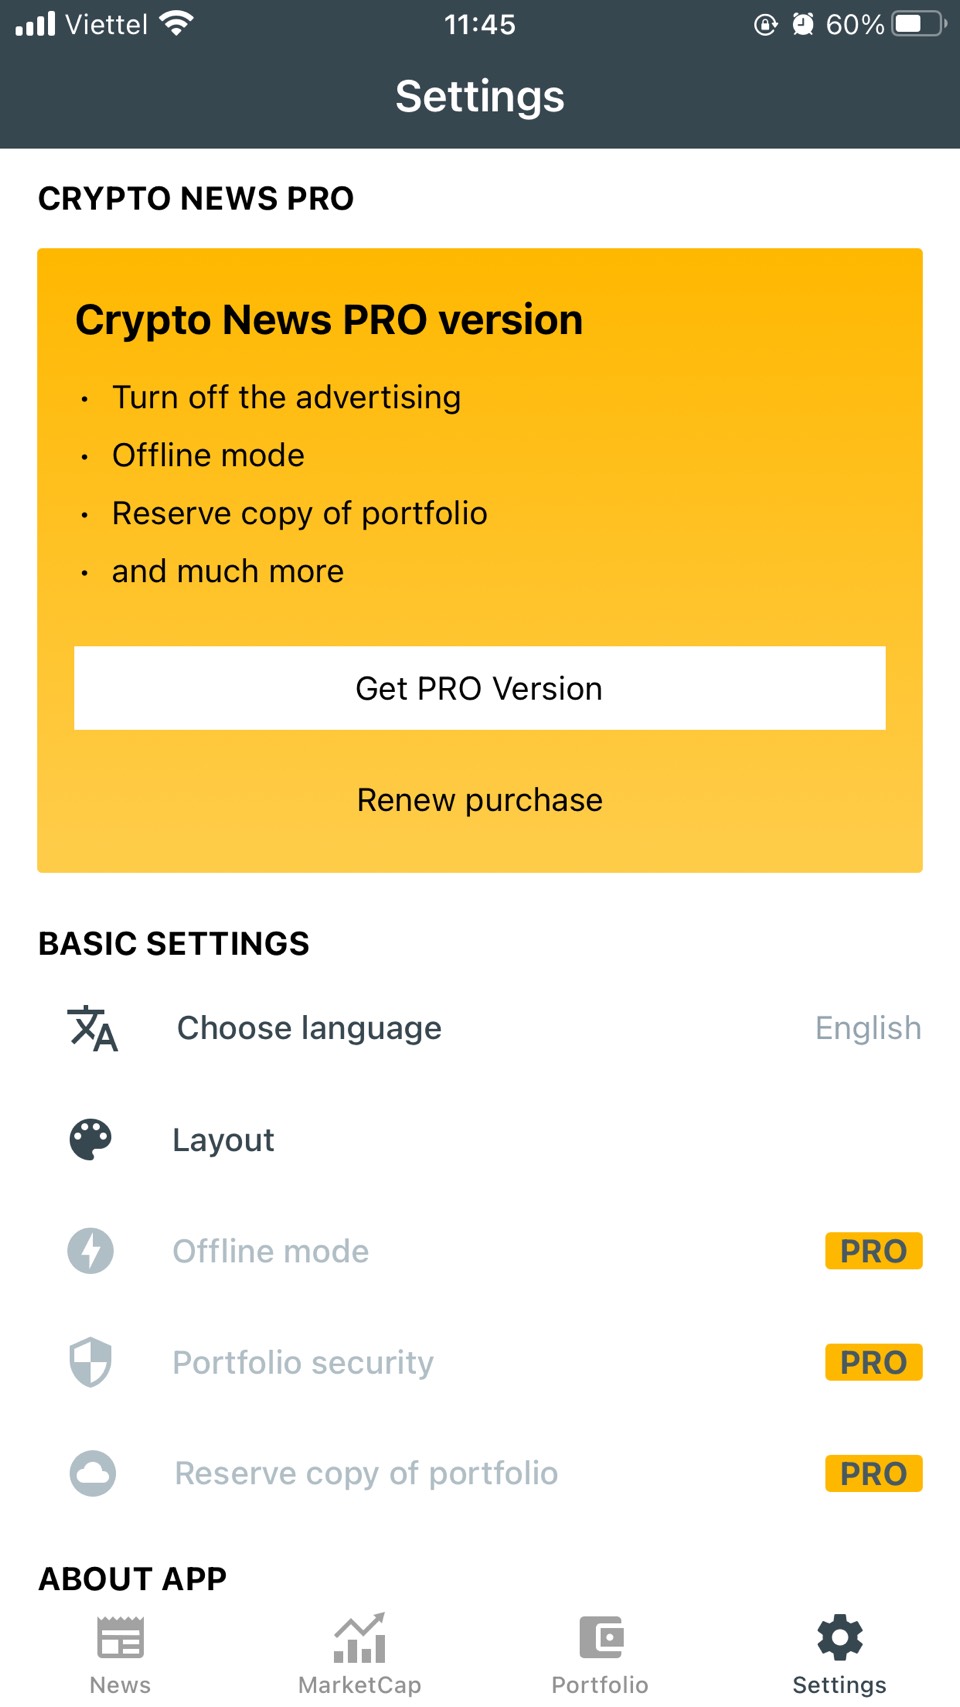 Viettel 11:45 60%
Settings
CRYPTO NEWS PRO
Crypto News PRO version
· Turn off the advertising
· Offline mode
· Reserve copy of portfolio
· and much more
Get PRO Version
Renew purchase
BASIC SETTINGS
Choose language English
Layout
Offline mode PRO
Portfolio security PRO
Reserve copy of portfolio PRO
ABOUT APP
News MarketCap Portfolio Settings